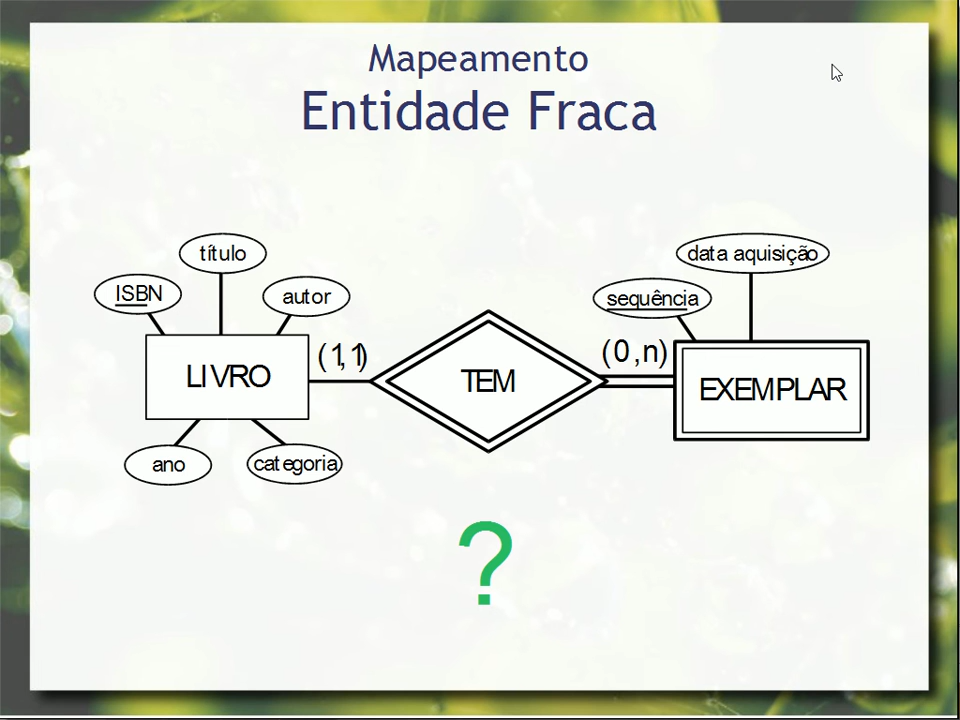 Mapeamento
Entidade Fraca
título
data aquisição
ISBN
autor
sequência
(1,1)
(0,n)
LIVRO
TEM
EXEMPLAR
ano
categoria
?